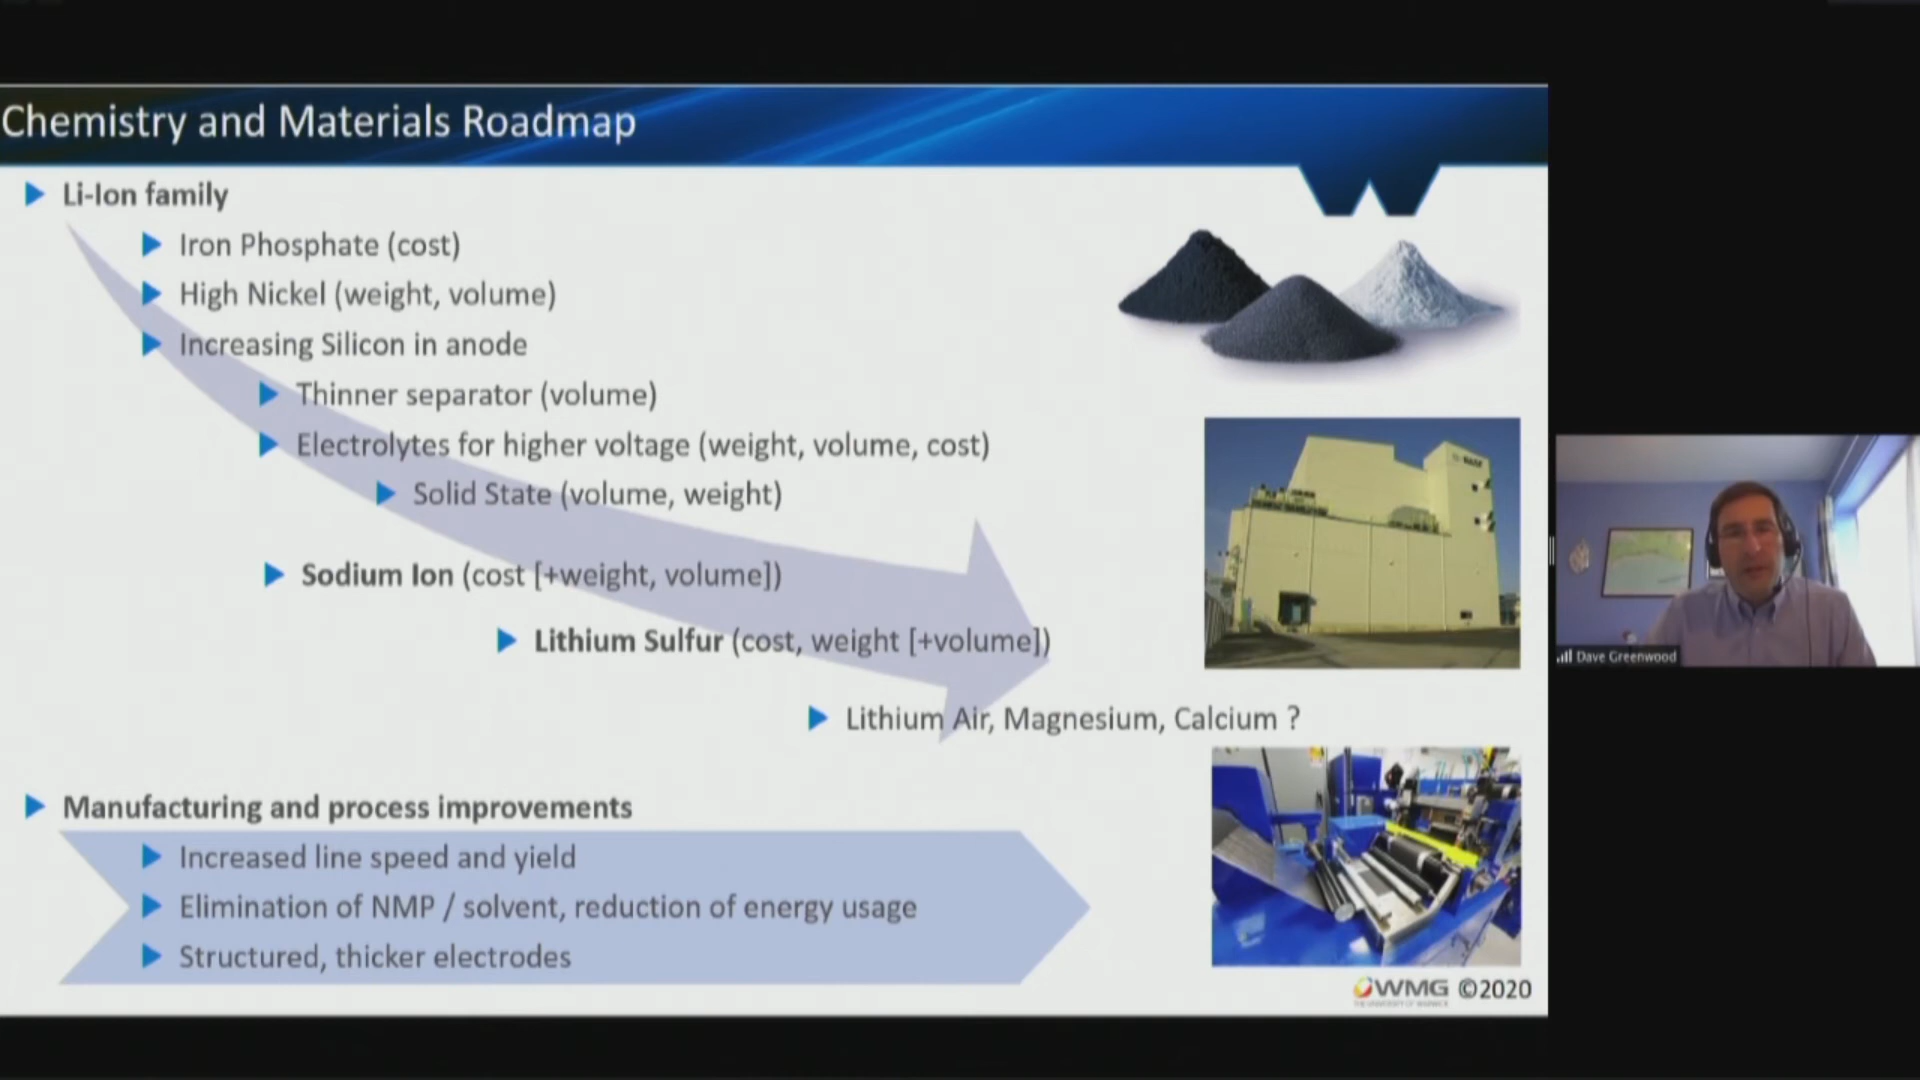 Chemistry and Materials Roadmap
Li-Ion family
Iron Phosphate (cost)
High Nickel (weight, volume)
Increasing Silicon in anode
Thinner separator (volume)
Electrolytes for higher voltage (weight, volume, cost)
Solid State (volume, weight)
Sodium Ion (cost [+weight, volume])
Lithium Sulfur (cost, weight [+volume])
Lithium Air, Magnesium, Calcium ?
Manufacturing and process improvements
Increased line speed and yield
Elimination of NMP / solvent, reduction of energy usage
Structured, thicker electrodes
WMG ©2020
Dave Greenwood